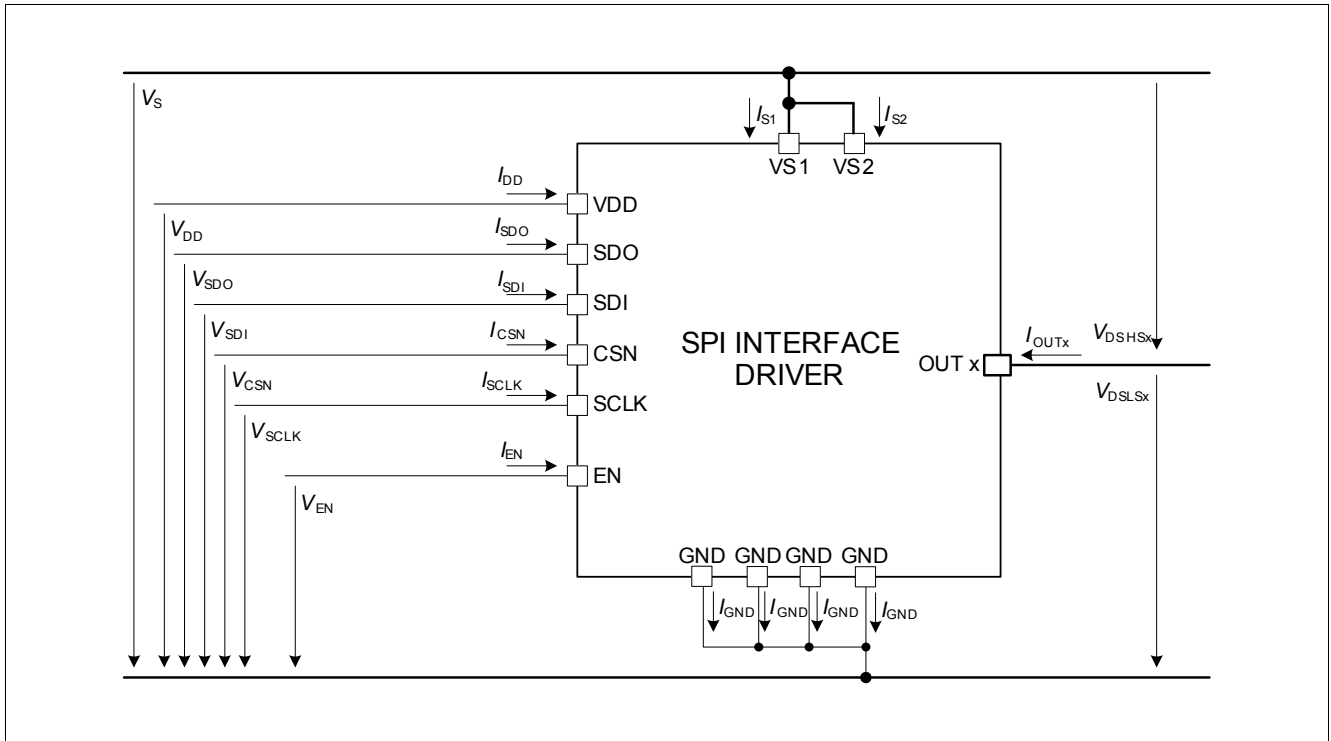 VS
IS1
IS2
VS1 VS2
IDD
VDD
VDD
ISDO
SDO
VSDO
ISDI
SDI
VSDI
ICSN
CSN
VCSN
ISCLK
SCLK
VSCLK
IEN
EN
VEN
SPI INTERFACE
DRIVER
OUT x
IOUTx
VDSHSx
VDSLSx
GND GND GND GND
IGND IGND IGND IGND